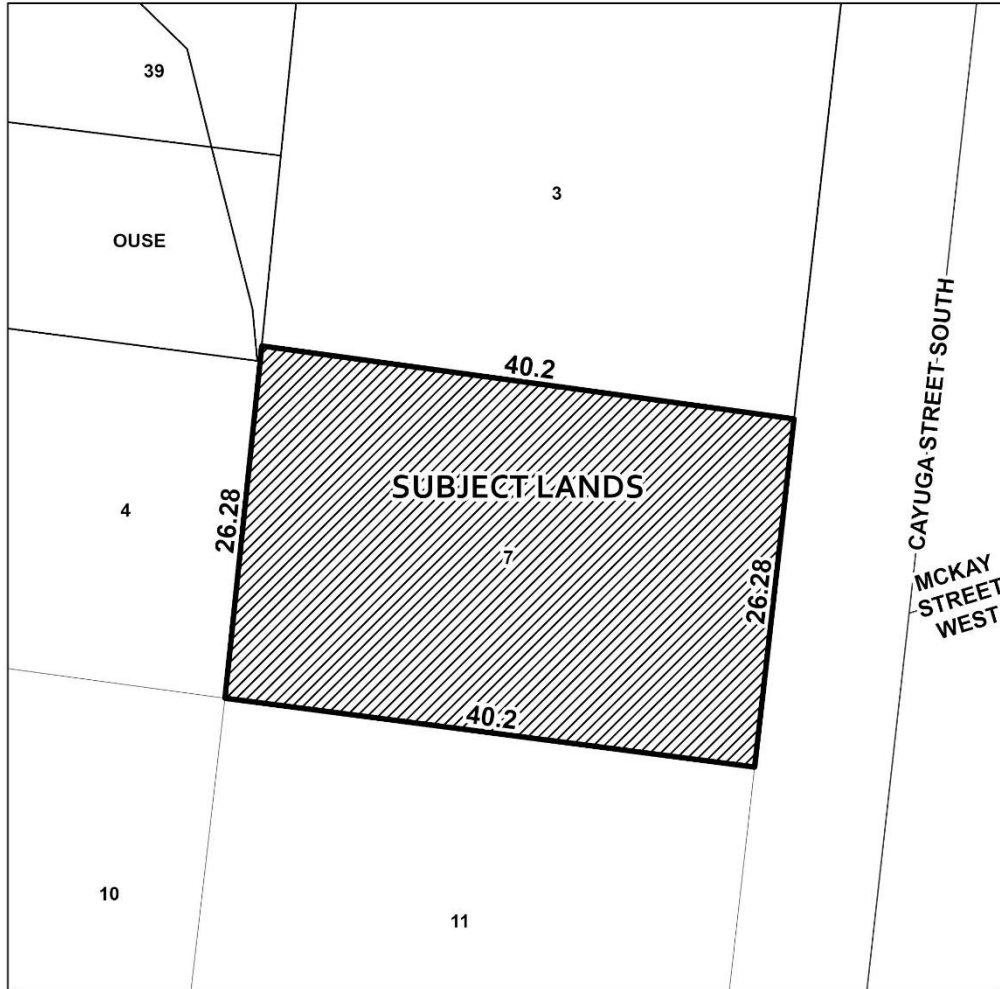 39
3
OUSE
40.2
SUBJECT LANDS
4
26.28
7
26.28
CAYUGA STREET SOUTH
MCKAY
STREET
WEST
40.2
10
11